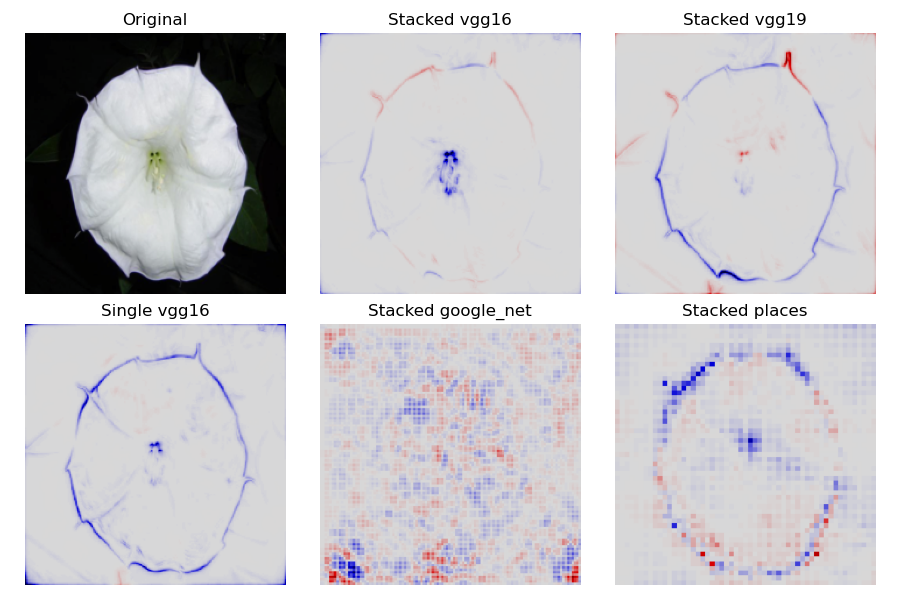 Original
Stacked vgg16
Stacked vgg19
Single vgg16
Stacked google_net
Stacked places